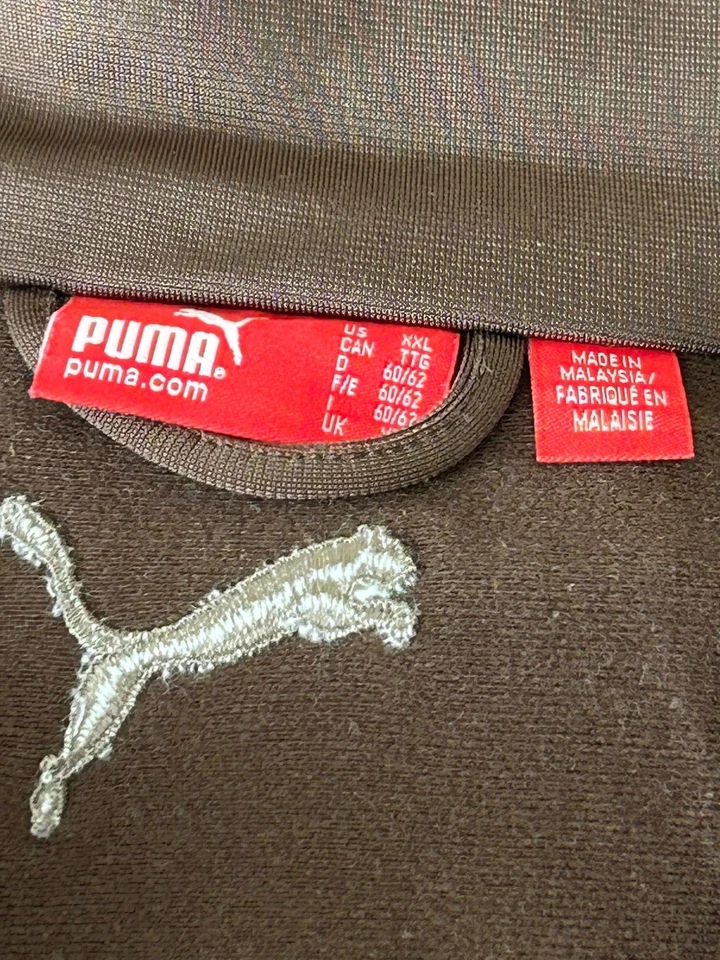 PUMA®
puma.com
US XXL
CAN TTG
D 60/62
F/E 60/62
I 60/62
UK
MADE IN
MALAYSIA/
FABRIQUÉ EN
MALAISIE